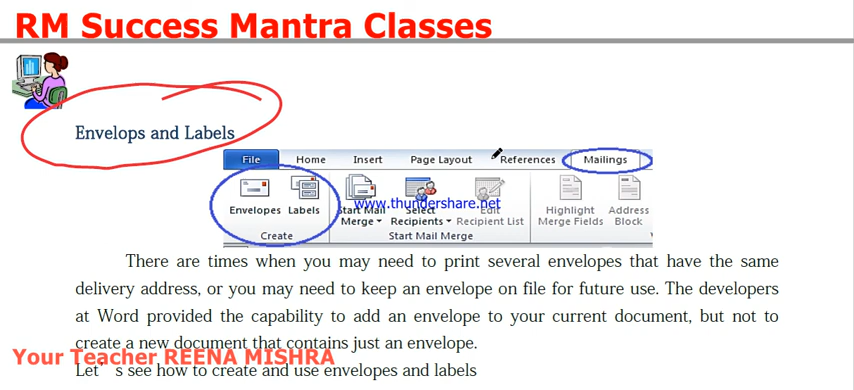 RM Success Mantra Classes
Envelops and Labels
File Home Insert Page Layout References Mailings
www.thundershare.net
Envelopes Labels Start Mail Merge Select Recipients Edit Recipient List Highlight Merge Fields Address Block
Create Start Mail Merge
There are times when you may need to print several envelopes that have the same
delivery address, or you may need to keep an envelope on file for future use. The developers
at Word provided the capability to add an envelope to your current document, but not to
create a new document that contains just an envelope.
Your Teacher REENA MISHRA
Let's see how to create and use envelopes and labels